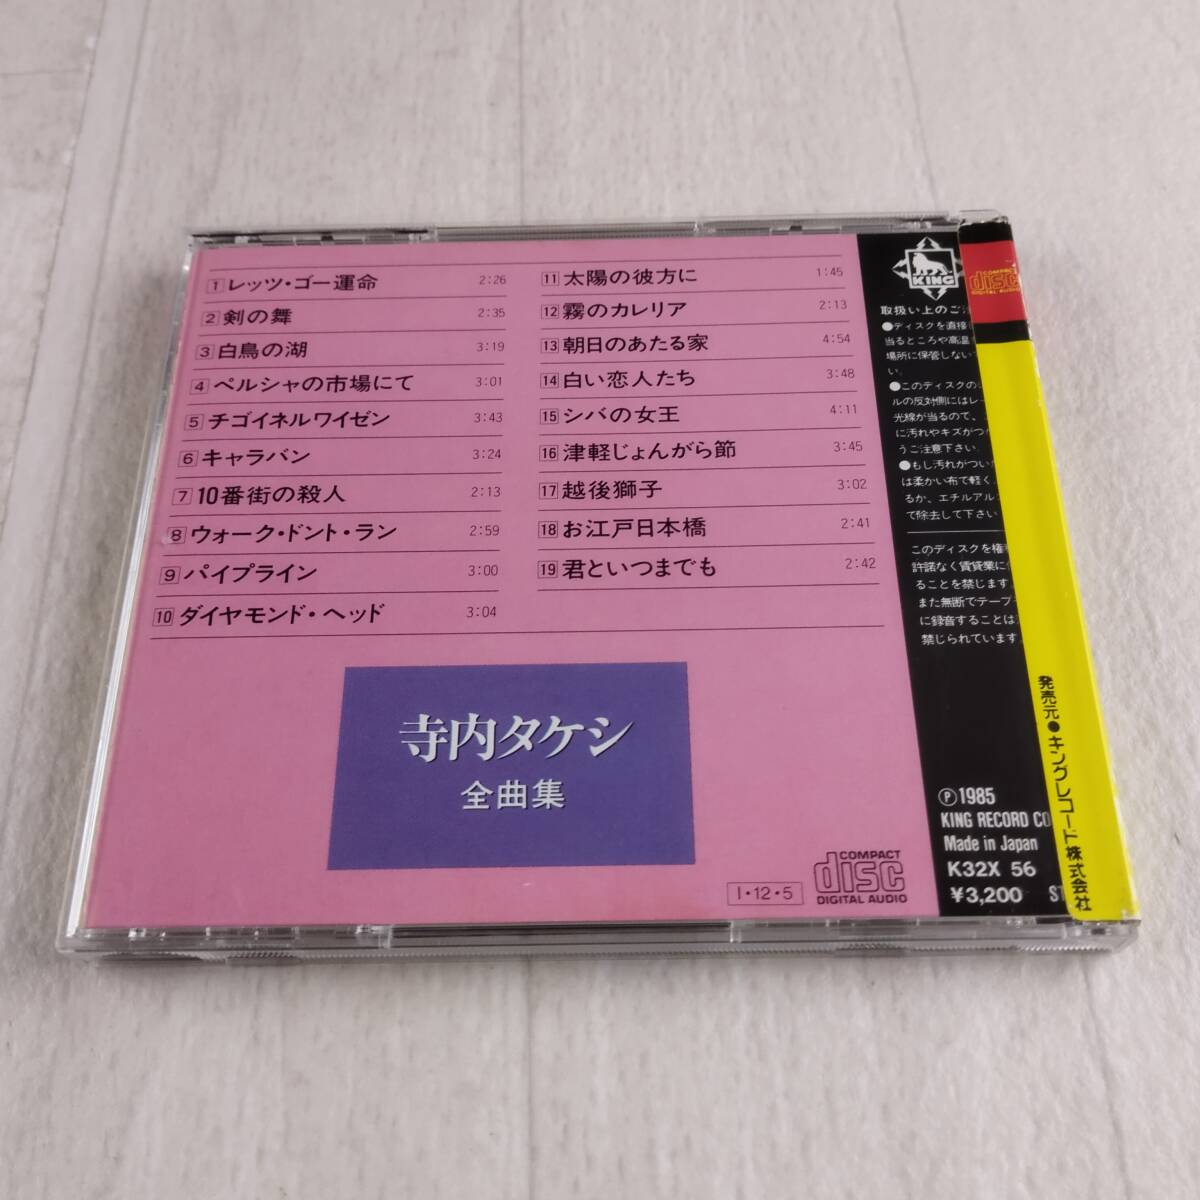 1 レッツ・ゴー運命 2:26
2 剣の舞 2:35
3 白鳥の湖 3:19
4 ペルシャの市場にて 3:01
5 チゴイネルワイゼン 3:43
6 キャラバン 3:24
7 10番街の殺人 2:13
8 ウォーク・ドント・ラン 2:59
9 パイプライン 3:00
10 ダイヤモンド・ヘッド 3:04
11 太陽の彼方に 1:45
12 霧のカレリア 2:13
13 朝日のあたる家 4:54
14 白い恋人たち 3:48
15 シバの女王 4:11
16 津軽じょんがら節 3:45
17 越後獅子 3:02
18 お江戸日本橋 2:41
19 君といつまでも 2:42
寺内タケシ
全曲集
I・12・5
COMPACT
disc
DIGITAL AUDIO
KING
取扱い上のご注
●ディスクを直接
当るところや高温
場所に保管しない
い。
●このディスクの
ルの反対側にはレー
光線が当るので、
に汚れやキズがつ
うご注意下さい
●もし汚れがつい
は柔かい布で軽く
るか、エチルアル
で除去して下さい
このディスクを権
許諾なく賃貸業に
ることを禁じます
また無断でテープ
に録音することは
禁じられています
Ⓟ1985
KING RECORD CO
Made in Japan
K32X 56
¥3,200 ST
COMPACT
disc
DIGITAL AUDIO
発売元●キングレコード株式会社